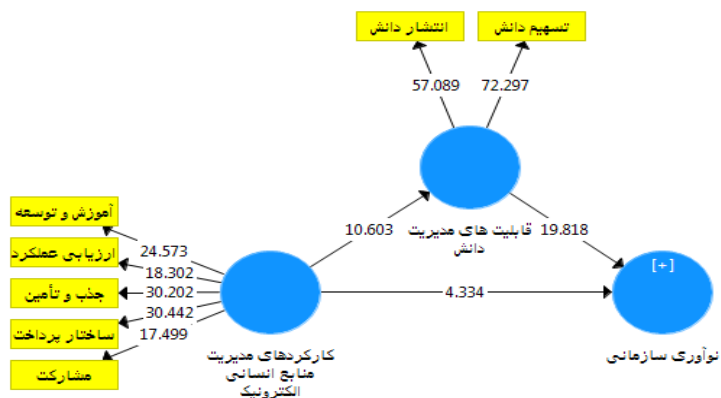 انتشار دانش
تسهیم دانش
57.089
72.297
آموزش و توسعه
ارزیابی عملکرد
جذب و تأمین
ساختار پرداخت
مشارکت
24.573
18.302
30.202
30.442
17.499
10.603
قابلیت های مدیریت
دانش
19.818
4.334
[+]
کارکردهای مدیریت
منابع انسانی
الکترونیک
نوآوری سازمانی